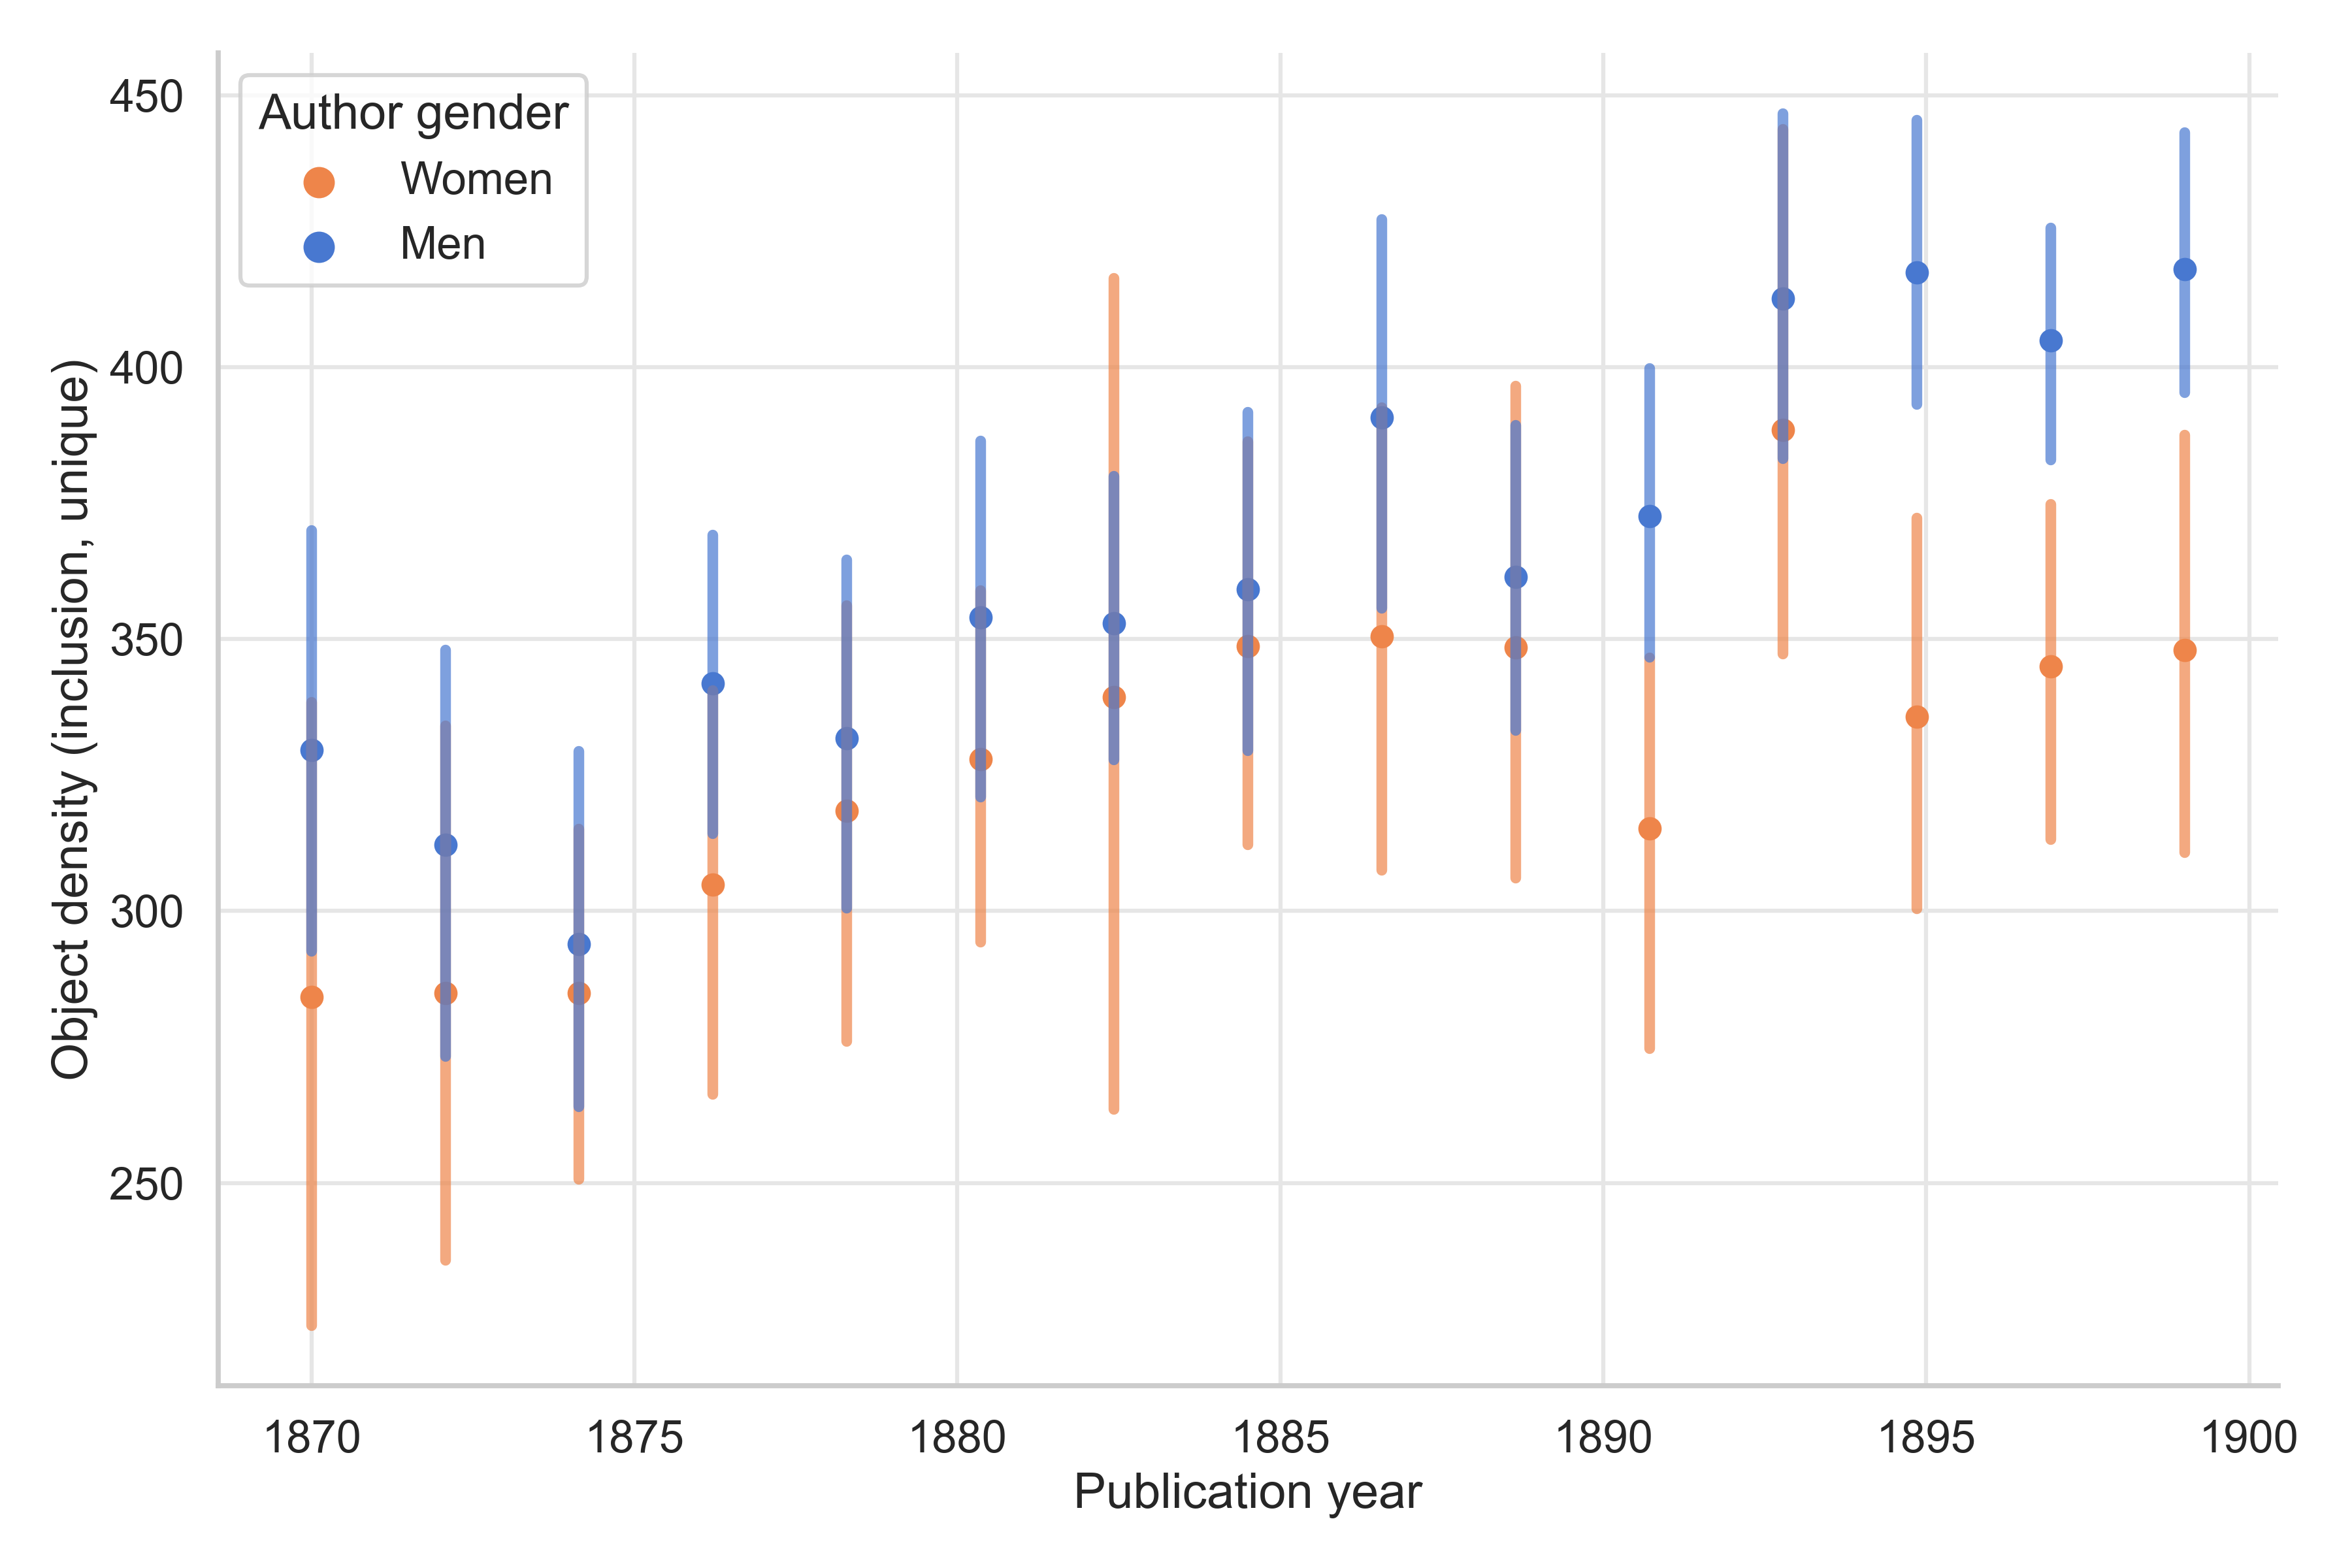 Author gender
Women
Men
Object density (inclusion, unique)
450
400
350
300
250
1870 1875 1880 1885 1890 1895 1900
Publication year